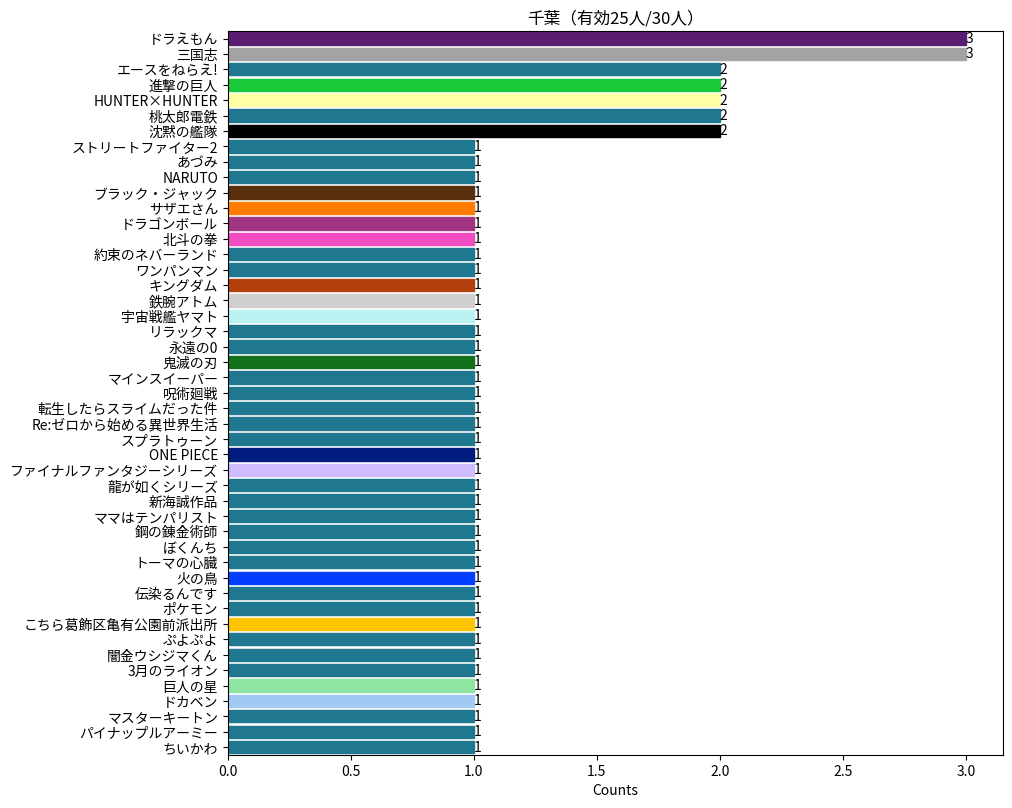 千葉（有効25人/30人）
ドラえもん 3
三国志 3
エースをねらえ! 2
進撃の巨人 2
HUNTER×HUNTER 2
桃太郎電鉄 2
沈黙の艦隊 2
ストリートファイター2 1
あづみ 1
NARUTO 1
ブラック・ジャック 1
サザエさん 1
ドラゴンボール 1
北斗の拳 1
約束のネバーランド 1
ワンパンマン 1
キングダム 1
鉄腕アトム 1
宇宙戦艦ヤマト 1
リラックマ 1
永遠の0 1
鬼滅の刃 1
マインスイーパー 1
呪術廻戦 1
転生したらスライムだった件 1
Re:ゼロから始める異世界生活 1
スプラトゥーン 1
ONE PIECE 1
ファイナルファンタジーシリーズ 1
龍が如くシリーズ 1
新海誠作品 1
ママはテンパリスト 1
鋼の錬金術師 1
ぼくんち 1
トーマの心臓 1
火の鳥 1
伝染るんです 1
ポケモン 1
こちら葛飾区亀有公園前派出所 1
ぷよぷよ 1
闇金ウシジマくん 1
3月のライオン 1
巨人の星 1
ドカベン 1
マスターキートン 1
パイナップルアーミー 1
ちいかわ 1
0.0 0.5 1.0 1.5 2.0 2.5 3.0
Counts